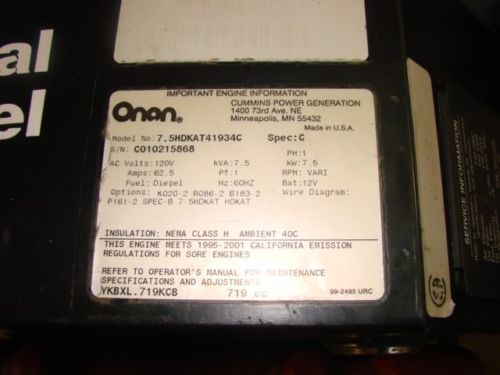 al
el
IMPORTANT ENGINE INFORMATION
Onan®
CUMMINS POWER GENERATION
1400 73rd Ave. NE
Minneapolis, MN 55432
Made in U.S.A.
Model No: 7.5HDKAT41934C Spec: C
S/N: C010215868 PH: 1
AC Volts: 120V kVA: 7.5 kW: 7.5
Amps: 62.5 Pf: 1 RPM: VARI
Fuel: Diesel Hz: 60HZ Bat: 12V
Options: K020-2 R086-2 B183-2 Wire Diagram:
P161-2 SPEC-B 7.5HDKAT HDKAT
INSULATION: NEMA CLASS H AMBIENT 40C
THIS ENGINE MEETS 1995-2001 CALIFORNIA EMISSION
REGULATIONS FOR SORE ENGINES
REFER TO OPERATOR'S MANUAL FOR MAINTENANCE
SPECIFICATIONS AND ADJUSTMENTS
YKBXL.719KCB 719 cc
99-2495 URC
SERVICE INFORMATION